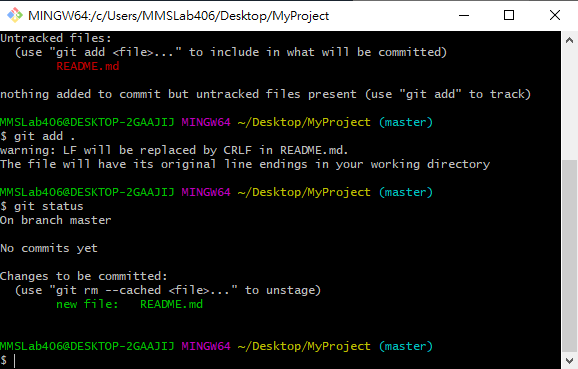 MINGW64:/c/Users/MMSLab406/Desktop/MyProject
Untracked files:
  (use "git add <file>..." to include in what will be committed)
        README.md

nothing added to commit but untracked files present (use "git add" to track)

MMSLab406@DESKTOP-2GAAJIJ MINGW64 ~/Desktop/MyProject (master)
$ git add .
warning: LF will be replaced by CRLF in README.md.
The file will have its original line endings in your working directory

MMSLab406@DESKTOP-2GAAJIJ MINGW64 ~/Desktop/MyProject (master)
$ git status
On branch master

No commits yet

Changes to be committed:
  (use "git rm --cached <file>..." to unstage)
        new file:   README.md

MMSLab406@DESKTOP-2GAAJIJ MINGW64 ~/Desktop/MyProject (master)
$